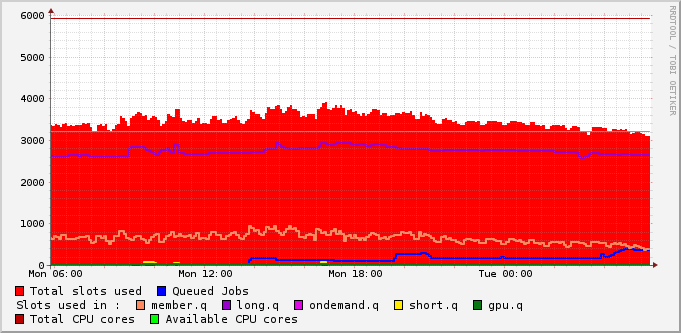 6000
5000
4000
3000
2000
1000
0
Mon 06:00 Mon 12:00 Mon 18:00 Tue 00:00
Total slots used Queued Jobs
Slots used in : member.q long.q ondemand.q short.q gpu.q
Total CPU cores Available CPU cores
RRDTOOL / TOBI OETIKER